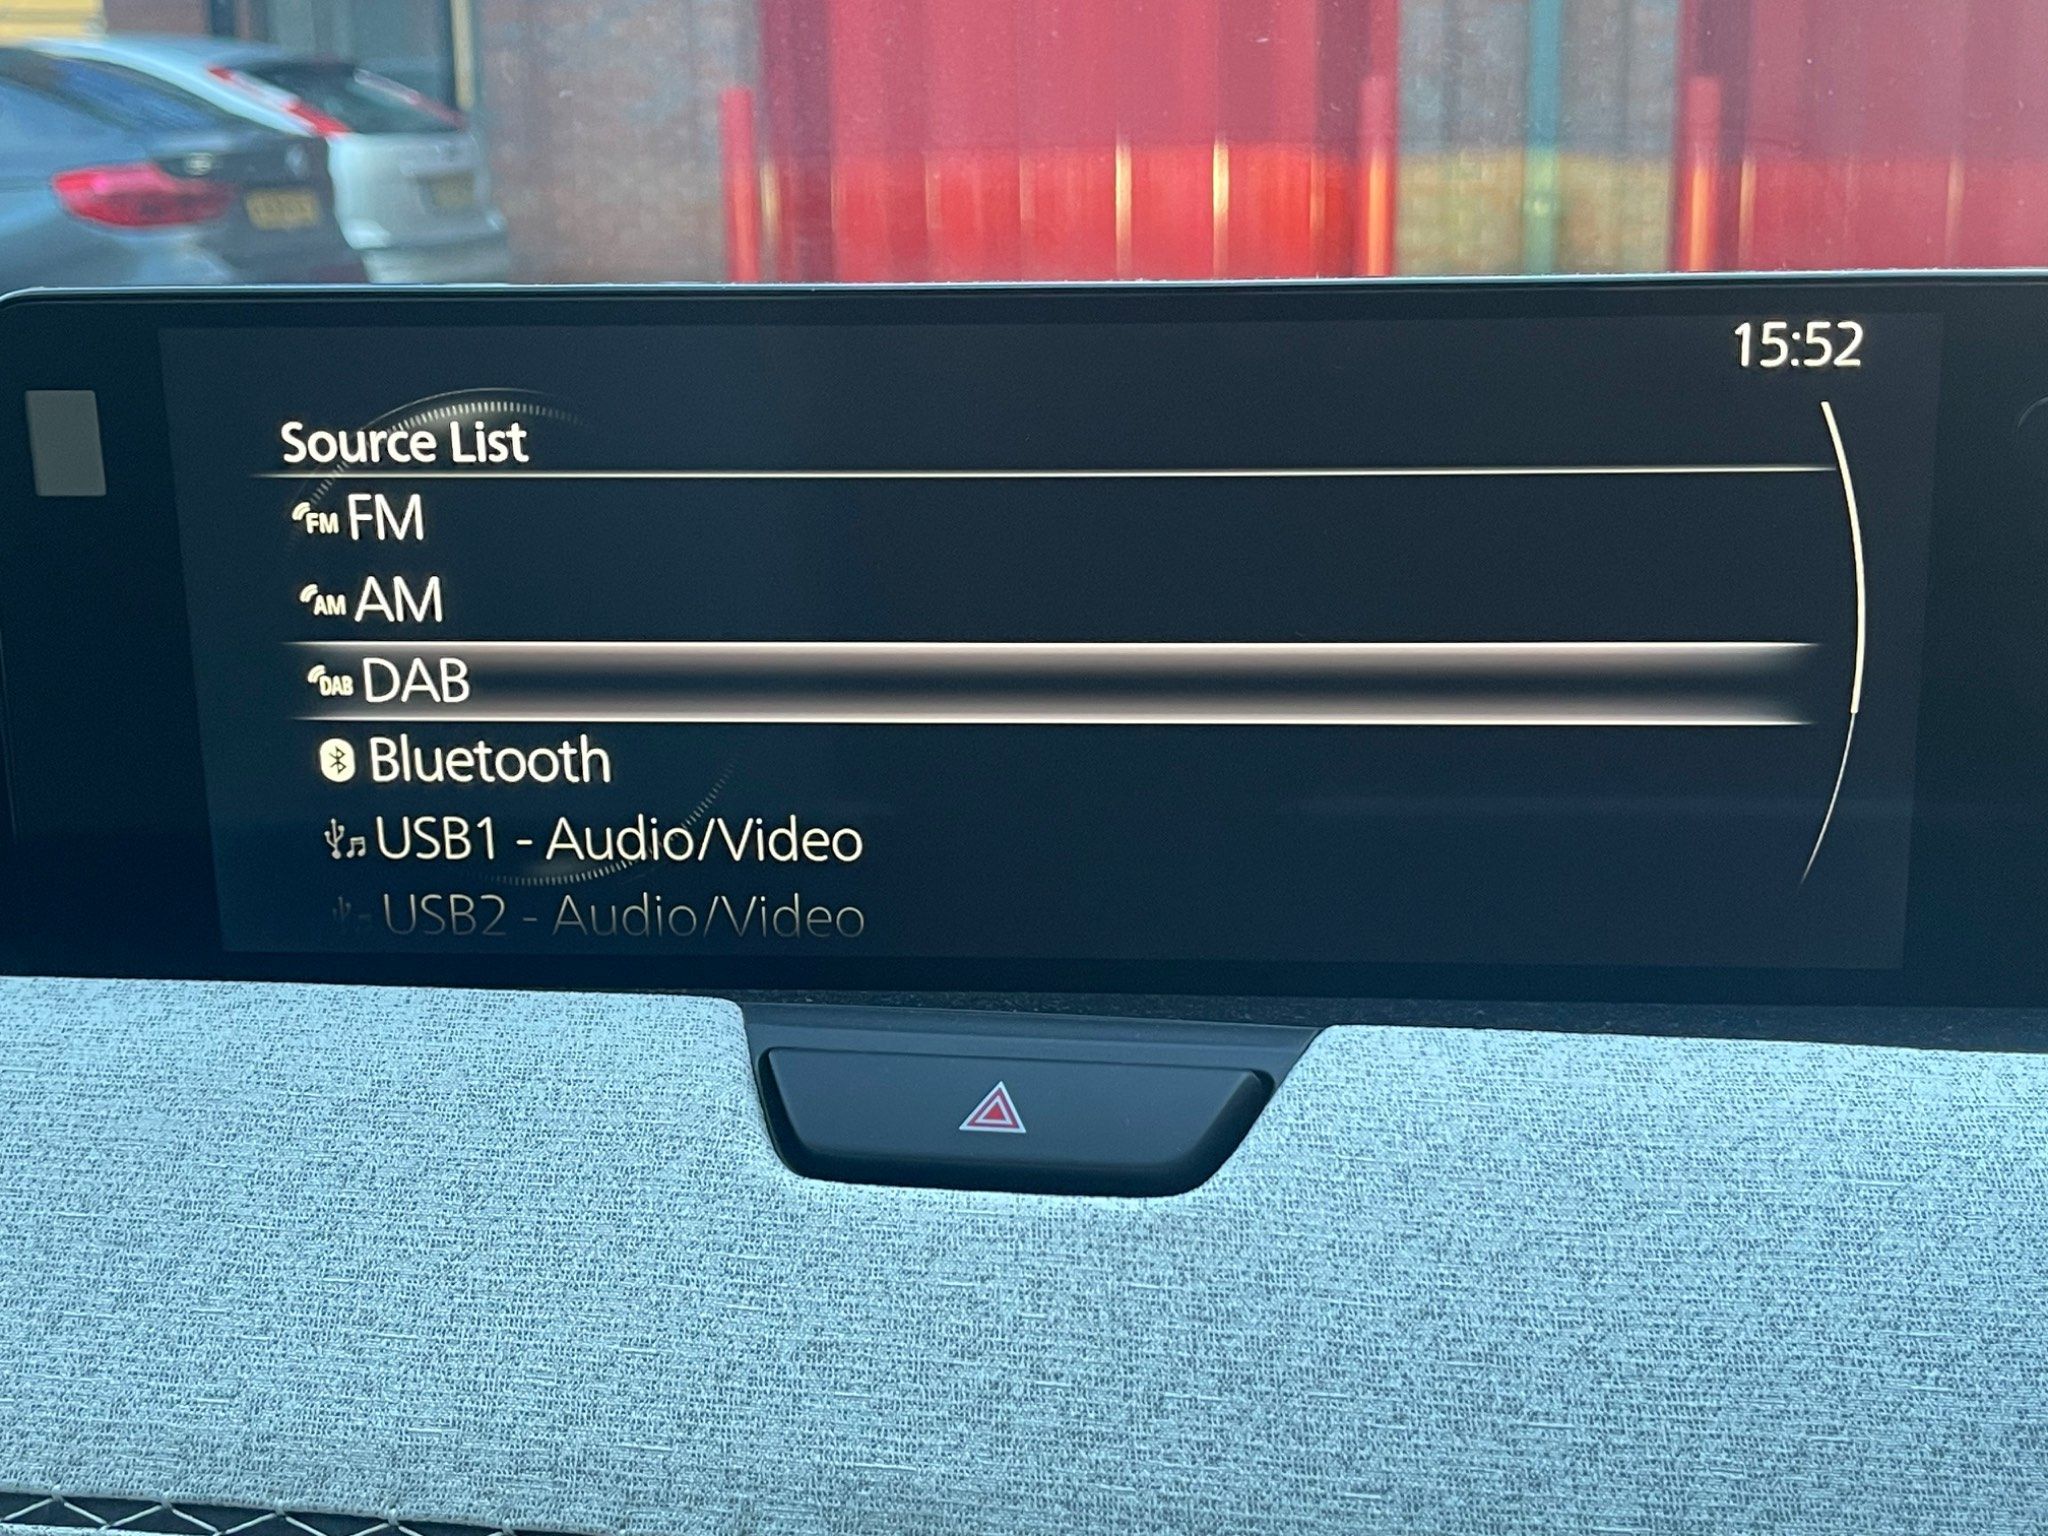 15:52
Source List
FM FM
AM AM
DAB DAB
Bluetooth
USB1 - Audio/Video
USB2 - Audio/Video